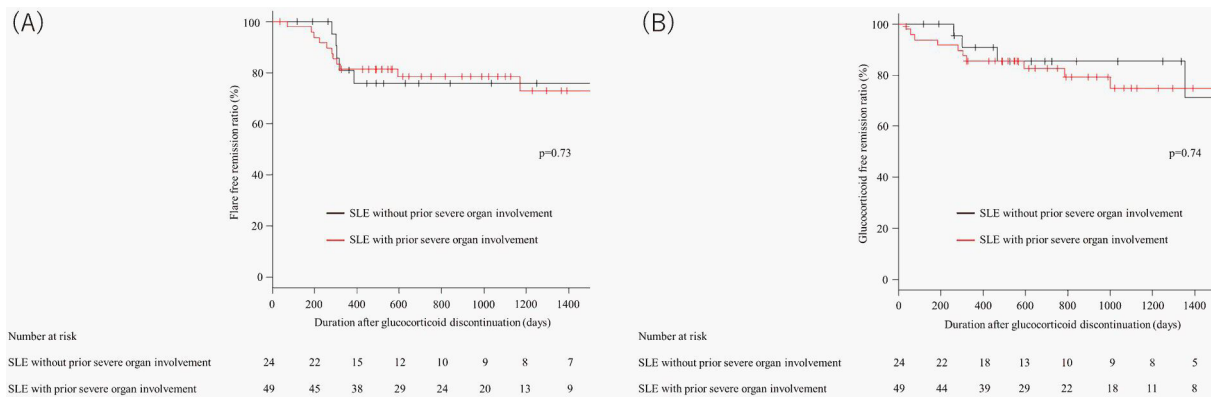 (A)
Flare free remission ratio (%)
100
80
60
40
20
0
p=0.73
SLE without prior severe organ involvement
SLE with prior severe organ involvement
0 200 400 600 800 1000 1200 1400
Duration after glucocorticoid discontinuation (days)
Number at risk
SLE without prior severe organ involvement 24 22 15 12 10 9 8 7
SLE with prior severe organ involvement 49 45 38 29 24 20 13 9
(B)
Glucocorticoid free remission ratio (%)
100
80
60
40
20
0
p=0.74
SLE without prior severe organ involvement
SLE with prior severe organ involvement
0 200 400 600 800 1000 1200 1400
Duration after glucocorticoid discontinuation (days)
Number at risk
SLE without prior severe organ involvement 24 22 18 13 10 9 8 5
SLE with prior severe organ involvement 49 44 39 29 22 18 11 8